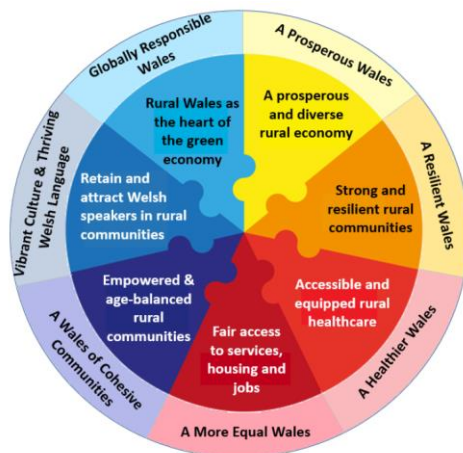 A Prosperous Wales
A prosperous
and diverse
rural economy
A Resilient Wales
Strong and
resilient rural
communities
A Healthier Wales
Accessible and
equipped rural
healthcare
A More Equal Wales
Fair access
to services,
housing and
jobs
A Wales of Cohesive
Communities
Empowered &
age-balanced
rural
communities
Vibrant Culture & Thriving
Welsh Language
Retain and
attract Welsh
speakers in rural
communities
Globally Responsible
Wales
Rural Wales as
the heart of
the green
economy